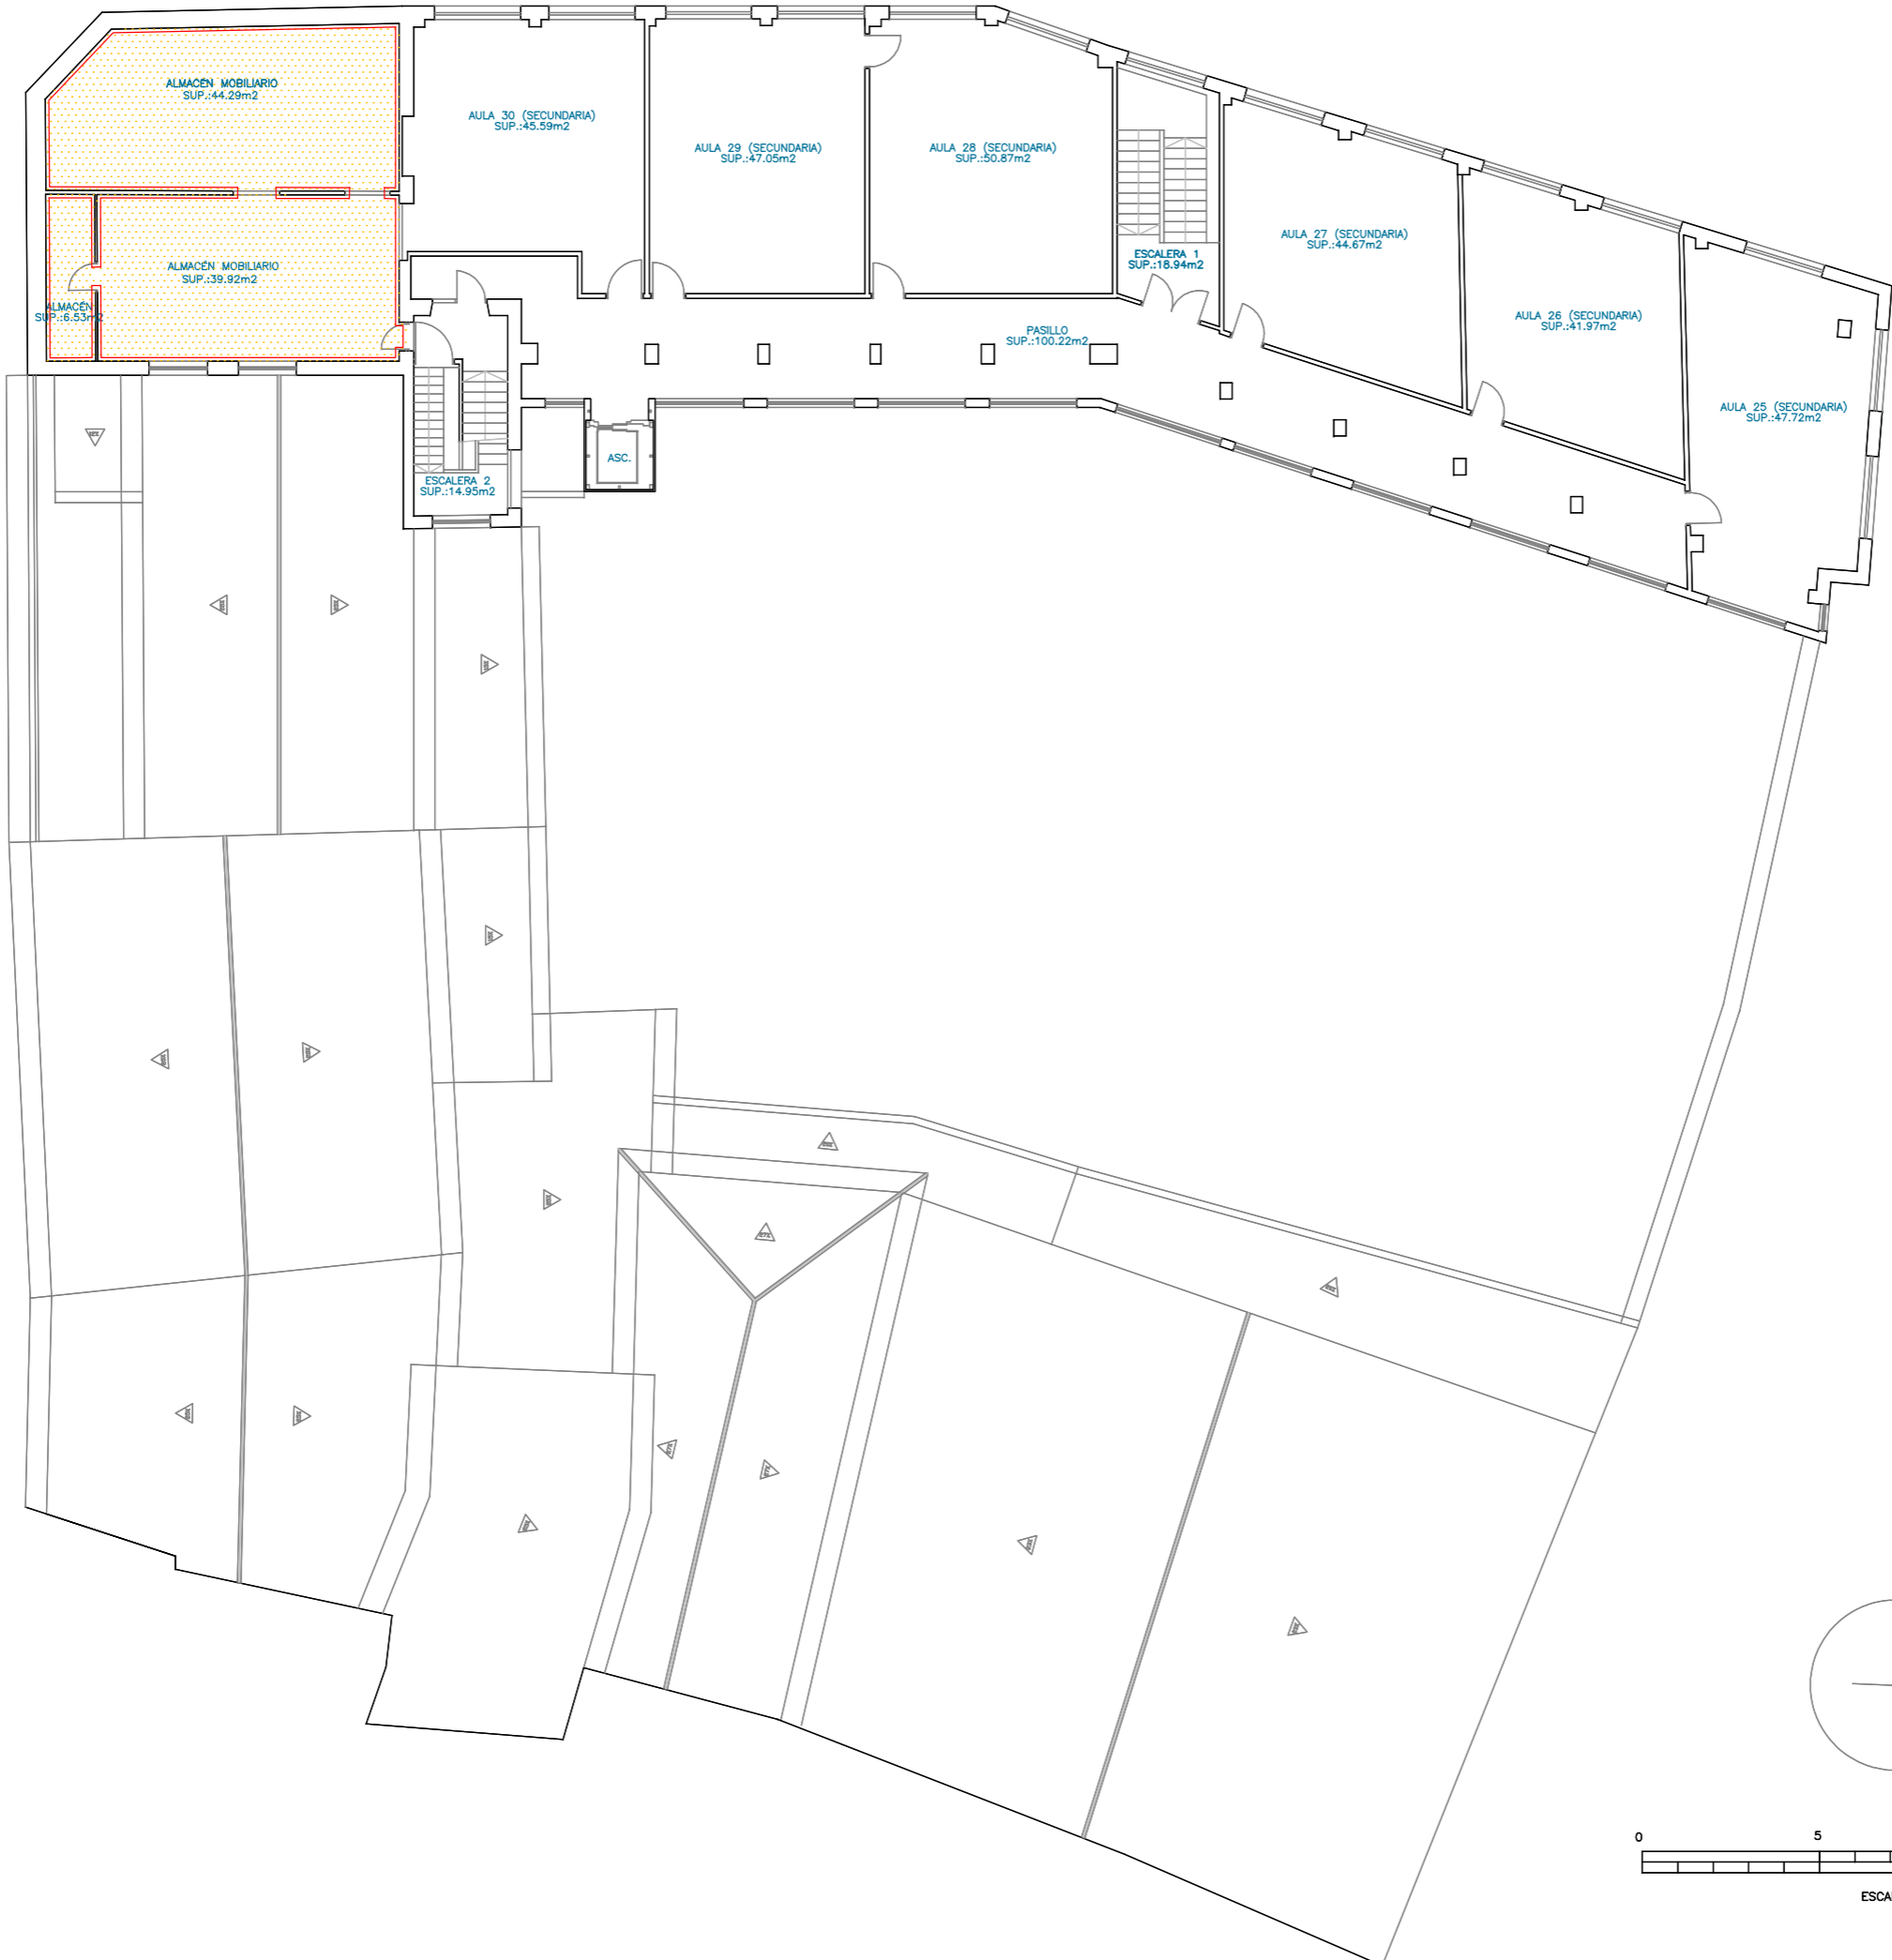 ALMACÉN MOBILIARIO
SUP.:44.29m2
AULA 30 (SECUNDARIA)
SUP.:45.59m2
AULA 29 (SECUNDARIA)
SUP.:47.05m2
AULA 28 (SECUNDARIA)
SUP.:50.87m2
AULA 27 (SECUNDARIA)
SUP.:44.67m2
ESCALERA 1
SUP.:18.94m2
ALMACÉN MOBILIARIO
SUP.:39.92m2
ALMACÉN
SUP.:6.53m2
PASILLO
SUP.:100.22m2
AULA 26 (SECUNDARIA)
SUP.:41.97m2
AULA 25 (SECUNDARIA)
SUP.:47.72m2
ASC.
ESCALERA 2
SUP.:14.95m2
0 5